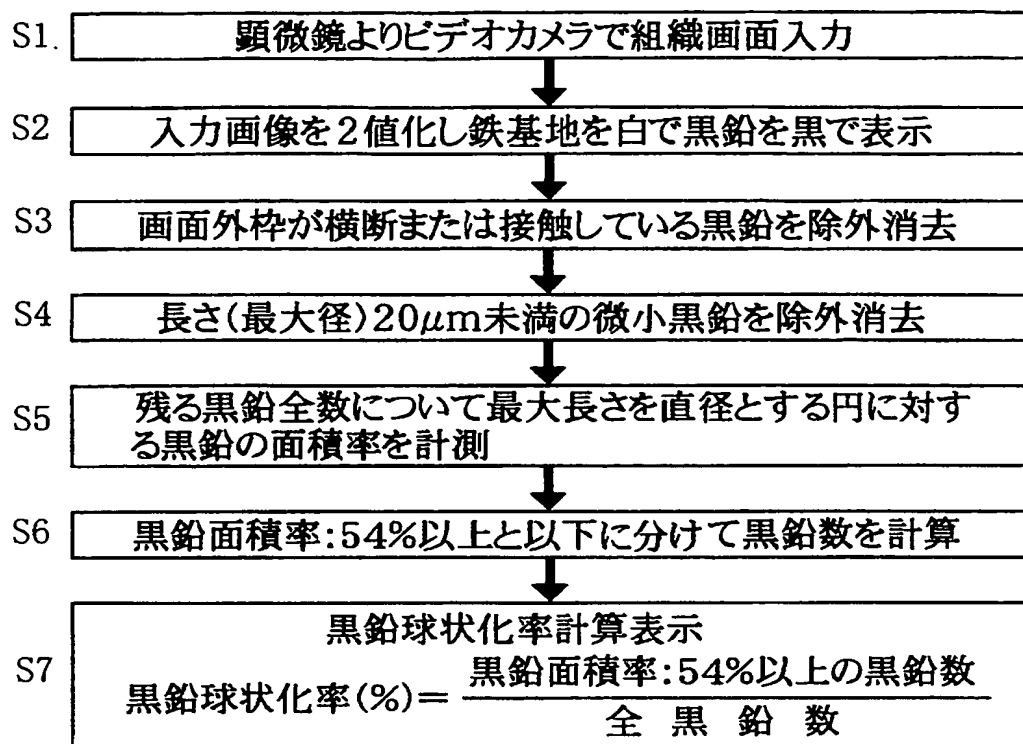 S1. 顕微鏡よりビデオカメラで組織画面入力
S2 入力画像を2値化し鉄基地を白で黒鉛を黒で表示
S3 画面外枠が横断または接触している黒鉛を除外消去
S4 長さ(最大径)20μm未満の微小黒鉛を除外消去
S5 残る黒鉛全数について最大長さを直径とする円に対す
る黒鉛の面積率を計測
S6 黒鉛面積率:54%以上と以下に分けて黒鉛数を計算
S7 黒鉛球状化率計算表示
黒鉛球状化率(%)= 黒鉛面積率:54%以上の黒鉛数
全黒鉛数